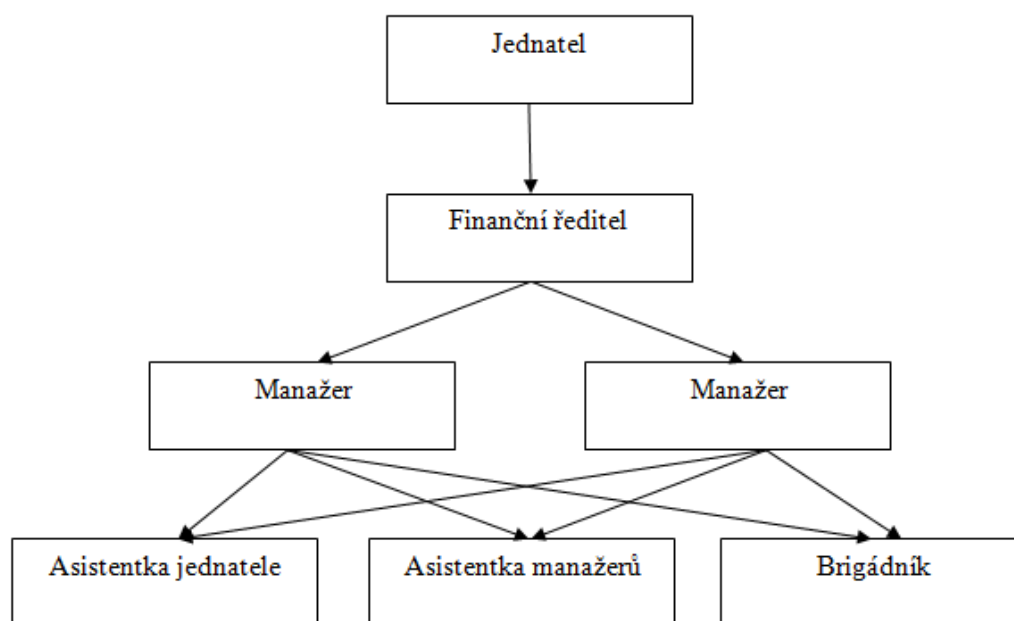 Jednatel
Finanční ředitel
Manažer
Manažer
Asistentka jednatele
Asistentka manažerů
Brigádník